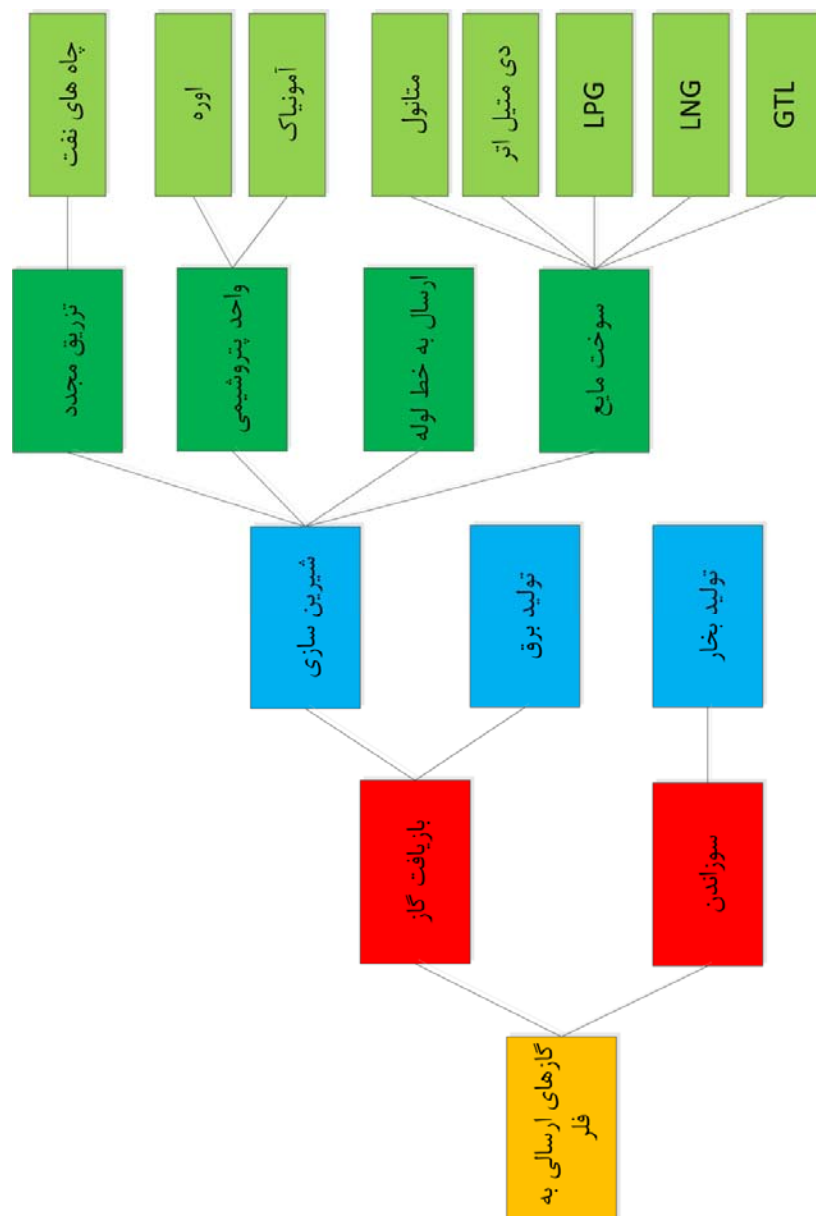 چاه های نفت
اوره
آمونیاک
متانول
دی متیل اتر
LPG
LNG
GTL
تزریق مجدد
واحد پتروشیمی
ارسال به خط لوله
سوخت مایع
شیرین سازی
تولید برق
تولید بخار
بازیافت گاز
سوزاندن
گازهای ارسالی به
فلر